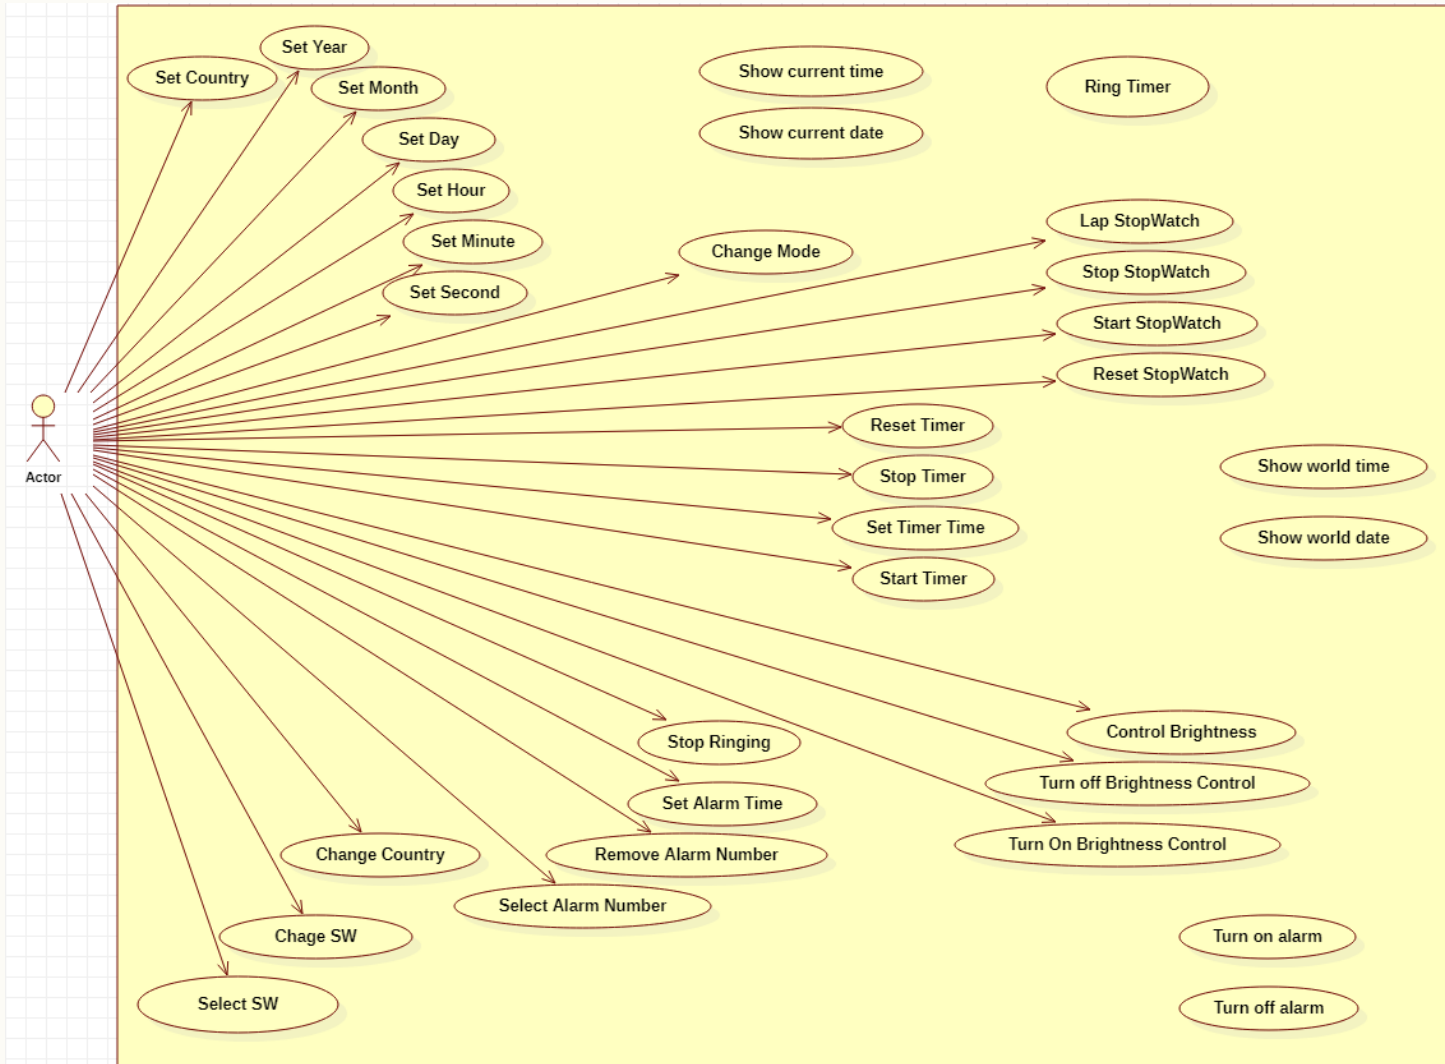 Set Year
Set Country
Set Month
Set Day
Set Hour
Set Minute
Set Second
Show current time
Show current date
Ring Timer
Change Mode
Lap StopWatch
Stop StopWatch
Start StopWatch
Reset StopWatch
Reset Timer
Stop Timer
Set Timer Time
Start Timer
Actor
Show world time
Show world date
Control Brightness
Turn off Brightness Control
Turn On Brightness Control
Stop Ringing
Set Alarm Time
Remove Alarm Number
Select Alarm Number
Change Country
Chage SW
Select SW
Turn on alarm
Turn off alarm